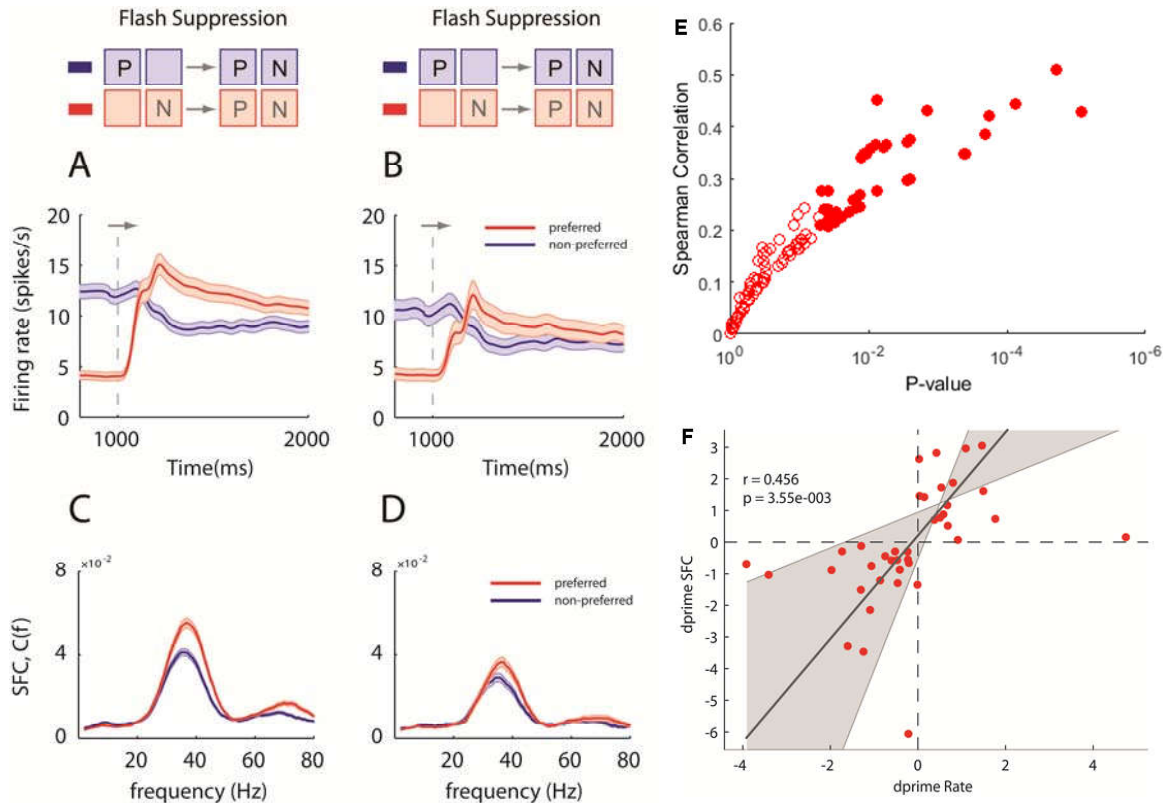 Flash Suppression
P
P N
N
P N
Flash Suppression
P
P N
N
P N
A
20
15
10
5
0
1000
2000
Firing rate (spikes/s)
Time(ms)
B
20
15
10
5
0
1000
2000
preferred
non-preferred
Time(ms)
C
×10⁻²
8
4
0
20 40 60 80
SFC, C(f)
frequency (Hz)
D
×10⁻²
8
4
0
20 40 60 80
preferred
non-preferred
frequency (Hz)
E
0.6
0.5
0.4
0.3
0.2
0.1
0
10⁰ 10⁻² 10⁻⁴ 10⁻⁶
Spearman Correlation
P-value
F
r = 0.456
p = 3.55e-003
3
2
1
0
-1
-2
-3
-4
-5
-6
-4 -2 0 2 4
dprime SFC
dprime Rate